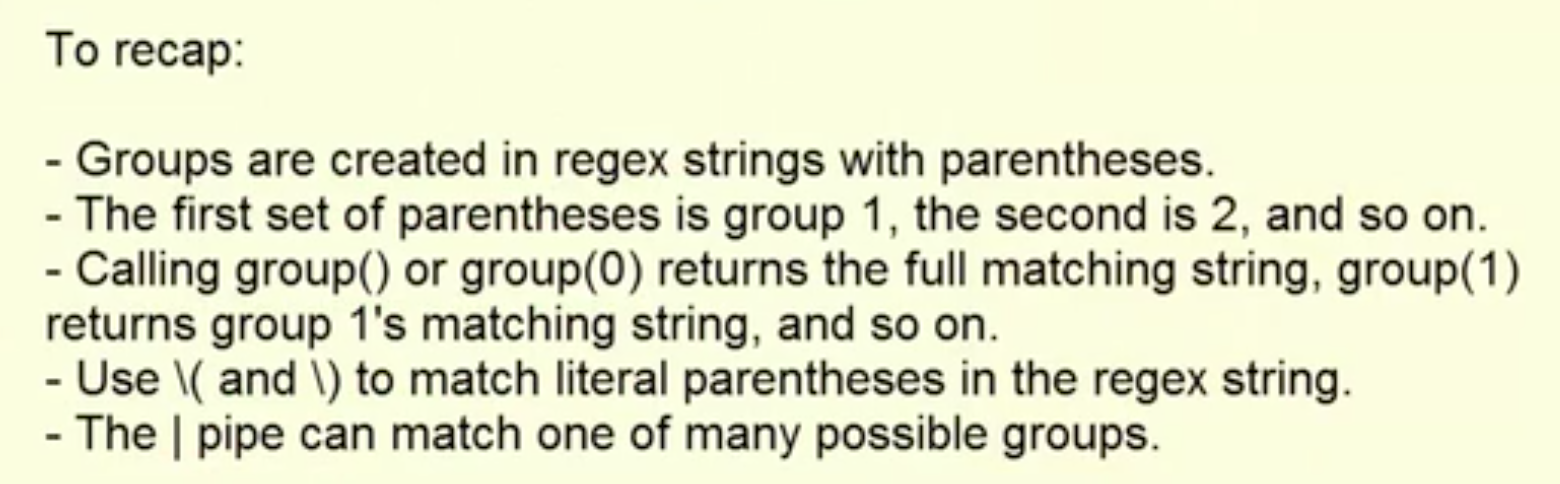 To recap:
- Groups are created in regex strings with parentheses.
- The first set of parentheses is group 1, the second is 2, and so on.
- Calling group() or group(0) returns the full matching string, group(1)
returns group 1's matching string, and so on.
- Use \( and \) to match literal parentheses in the regex string.
- The | pipe can match one of many possible groups.